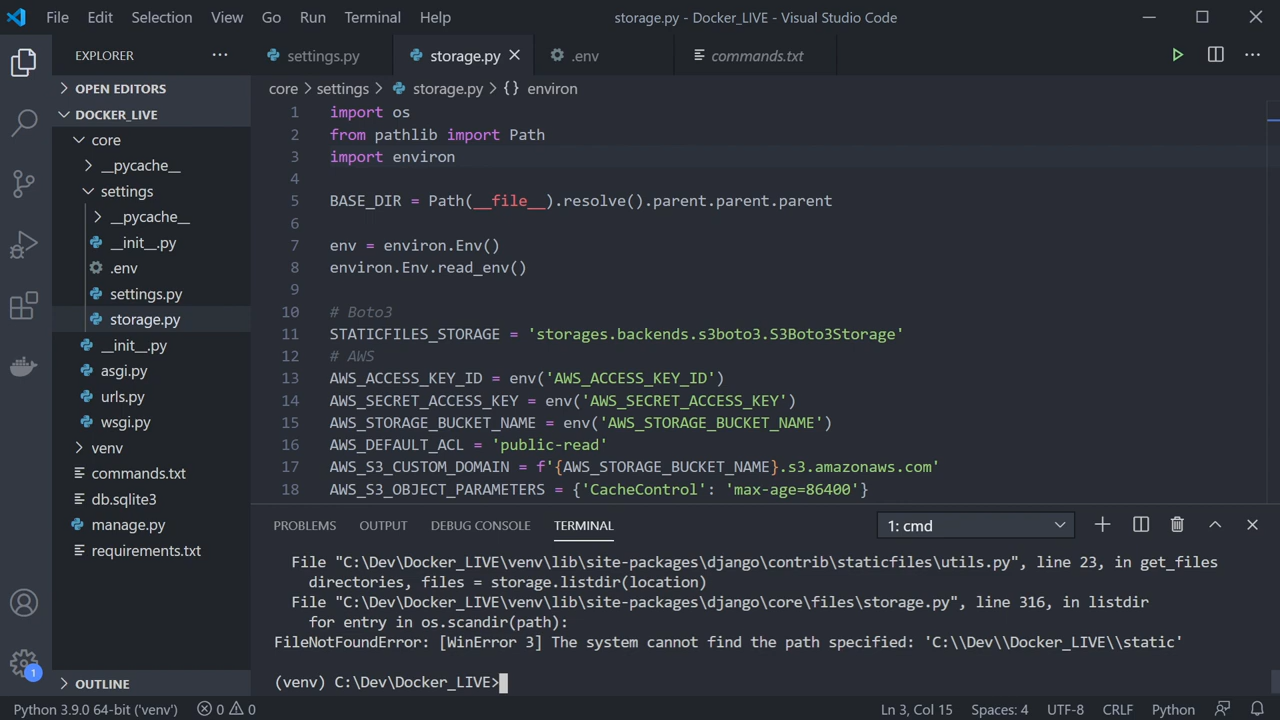 File Edit Selection View Go Run Terminal Help storage.py - Docker_LIVE - Visual Studio Code
EXPLORER ··· settings.py storage.py .env commands.txt ···
OPEN EDITORS
core > settings > storage.py > {} environ
DOCKER_LIVE
core
__pycache__
settings
__pycache__
__init__.py
.env
settings.py
storage.py
__init__.py
asgi.py
urls.py
wsgi.py
venv
commands.txt
db.sqlite3
manage.py
requirements.txt
OUTLINE
1 import os
2 from pathlib import Path
3 import environ
4
5 BASE_DIR = Path(__file__).resolve().parent.parent.parent
6
7 env = environ.Env()
8 environ.Env.read_env()
9
10 # Boto3
11 STATICFILES_STORAGE = 'storages.backends.s3boto3.S3Boto3Storage'
12 # AWS
13 AWS_ACCESS_KEY_ID = env('AWS_ACCESS_KEY_ID')
14 AWS_SECRET_ACCESS_KEY = env('AWS_SECRET_ACCESS_KEY')
15 AWS_STORAGE_BUCKET_NAME = env('AWS_STORAGE_BUCKET_NAME')
16 AWS_DEFAULT_ACL = 'public-read'
17 AWS_S3_CUSTOM_DOMAIN = f'{AWS_STORAGE_BUCKET_NAME}.s3.amazonaws.com'
18 AWS_S3_OBJECT_PARAMETERS = {'CacheControl': 'max-age=86400'}
PROBLEMS OUTPUT DEBUG CONSOLE TERMINAL 1: cmd
File "C:\Dev\Docker_LIVE\venv\lib\site-packages\django\contrib\staticfiles\utils.py", line 23, in get_files
directories, files = storage.listdir(location)
File "C:\Dev\Docker_LIVE\venv\lib\site-packages\django\core\files\storage.py", line 316, in listdir
for entry in os.scandir(path):
FileNotFoundError: [WinError 3] The system cannot find the path specified: 'C:\\Dev\\Docker_LIVE\\static'
(venv) C:\Dev\Docker_LIVE>
1
Python 3.9.0 64-bit ('venv') 0 0 Ln 3, Col 15 Spaces: 4 UTF-8 CRLF Python